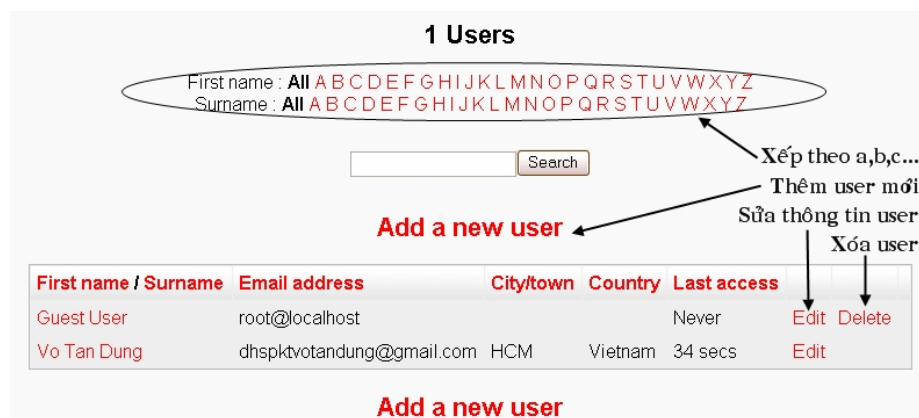 1 Users
First name : All A B C D E F G H I J K L M N O P Q R S T U V W X Y Z
Surname : All A B C D E F G H I J K L M N O P Q R S T U V W X Y Z
Xếp theo a,b,c...
Search
Thêm user mới
Sửa thông tin user
Add a new user
Xóa user
First name / Surname Email address City/town Country Last access
Guest User root@localhost Never Edit Delete
Vo Tan Dung dhspktvotandung@gmail.com HCM Vietnam 34 secs Edit
Add a new user